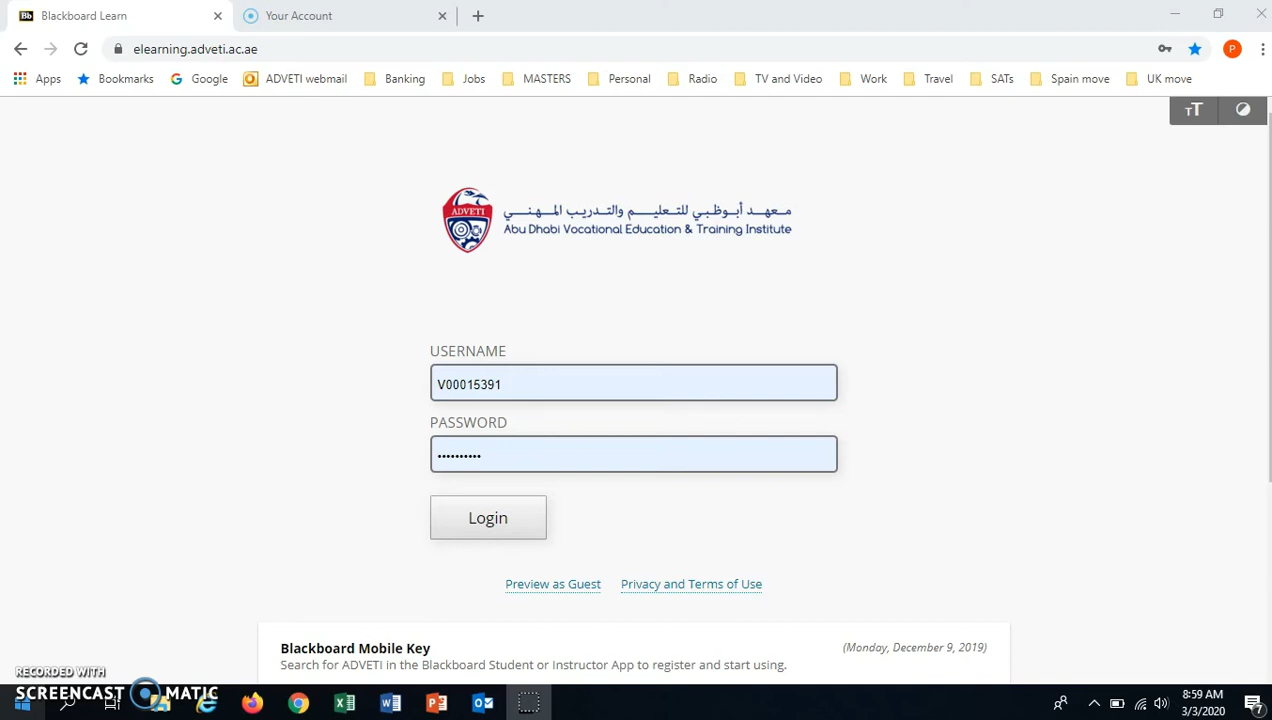 Bb Blackboard Learn
Your Account
elearning.adveti.ac.ae
P
Apps Bookmarks Google ADVETI webmail Banking Jobs MASTERS Personal Radio TV and Video Work Travel SATs Spain move UK move
TT
ADVETI
معهد أبوظبي للتعليم والتدريب المهني
Abu Dhabi Vocational Education & Training Institute
USERNAME
V00015391
PASSWORD
••••••••••
Login
Preview as Guest Privacy and Terms of Use
Blackboard Mobile Key (Monday, December 9, 2019)
Search for ADVETI in the Blackboard Student or Instructor App to register and start using.
RECORDED WITH
SCREENCAST MATIC
8:59 AM
3/3/2020
7